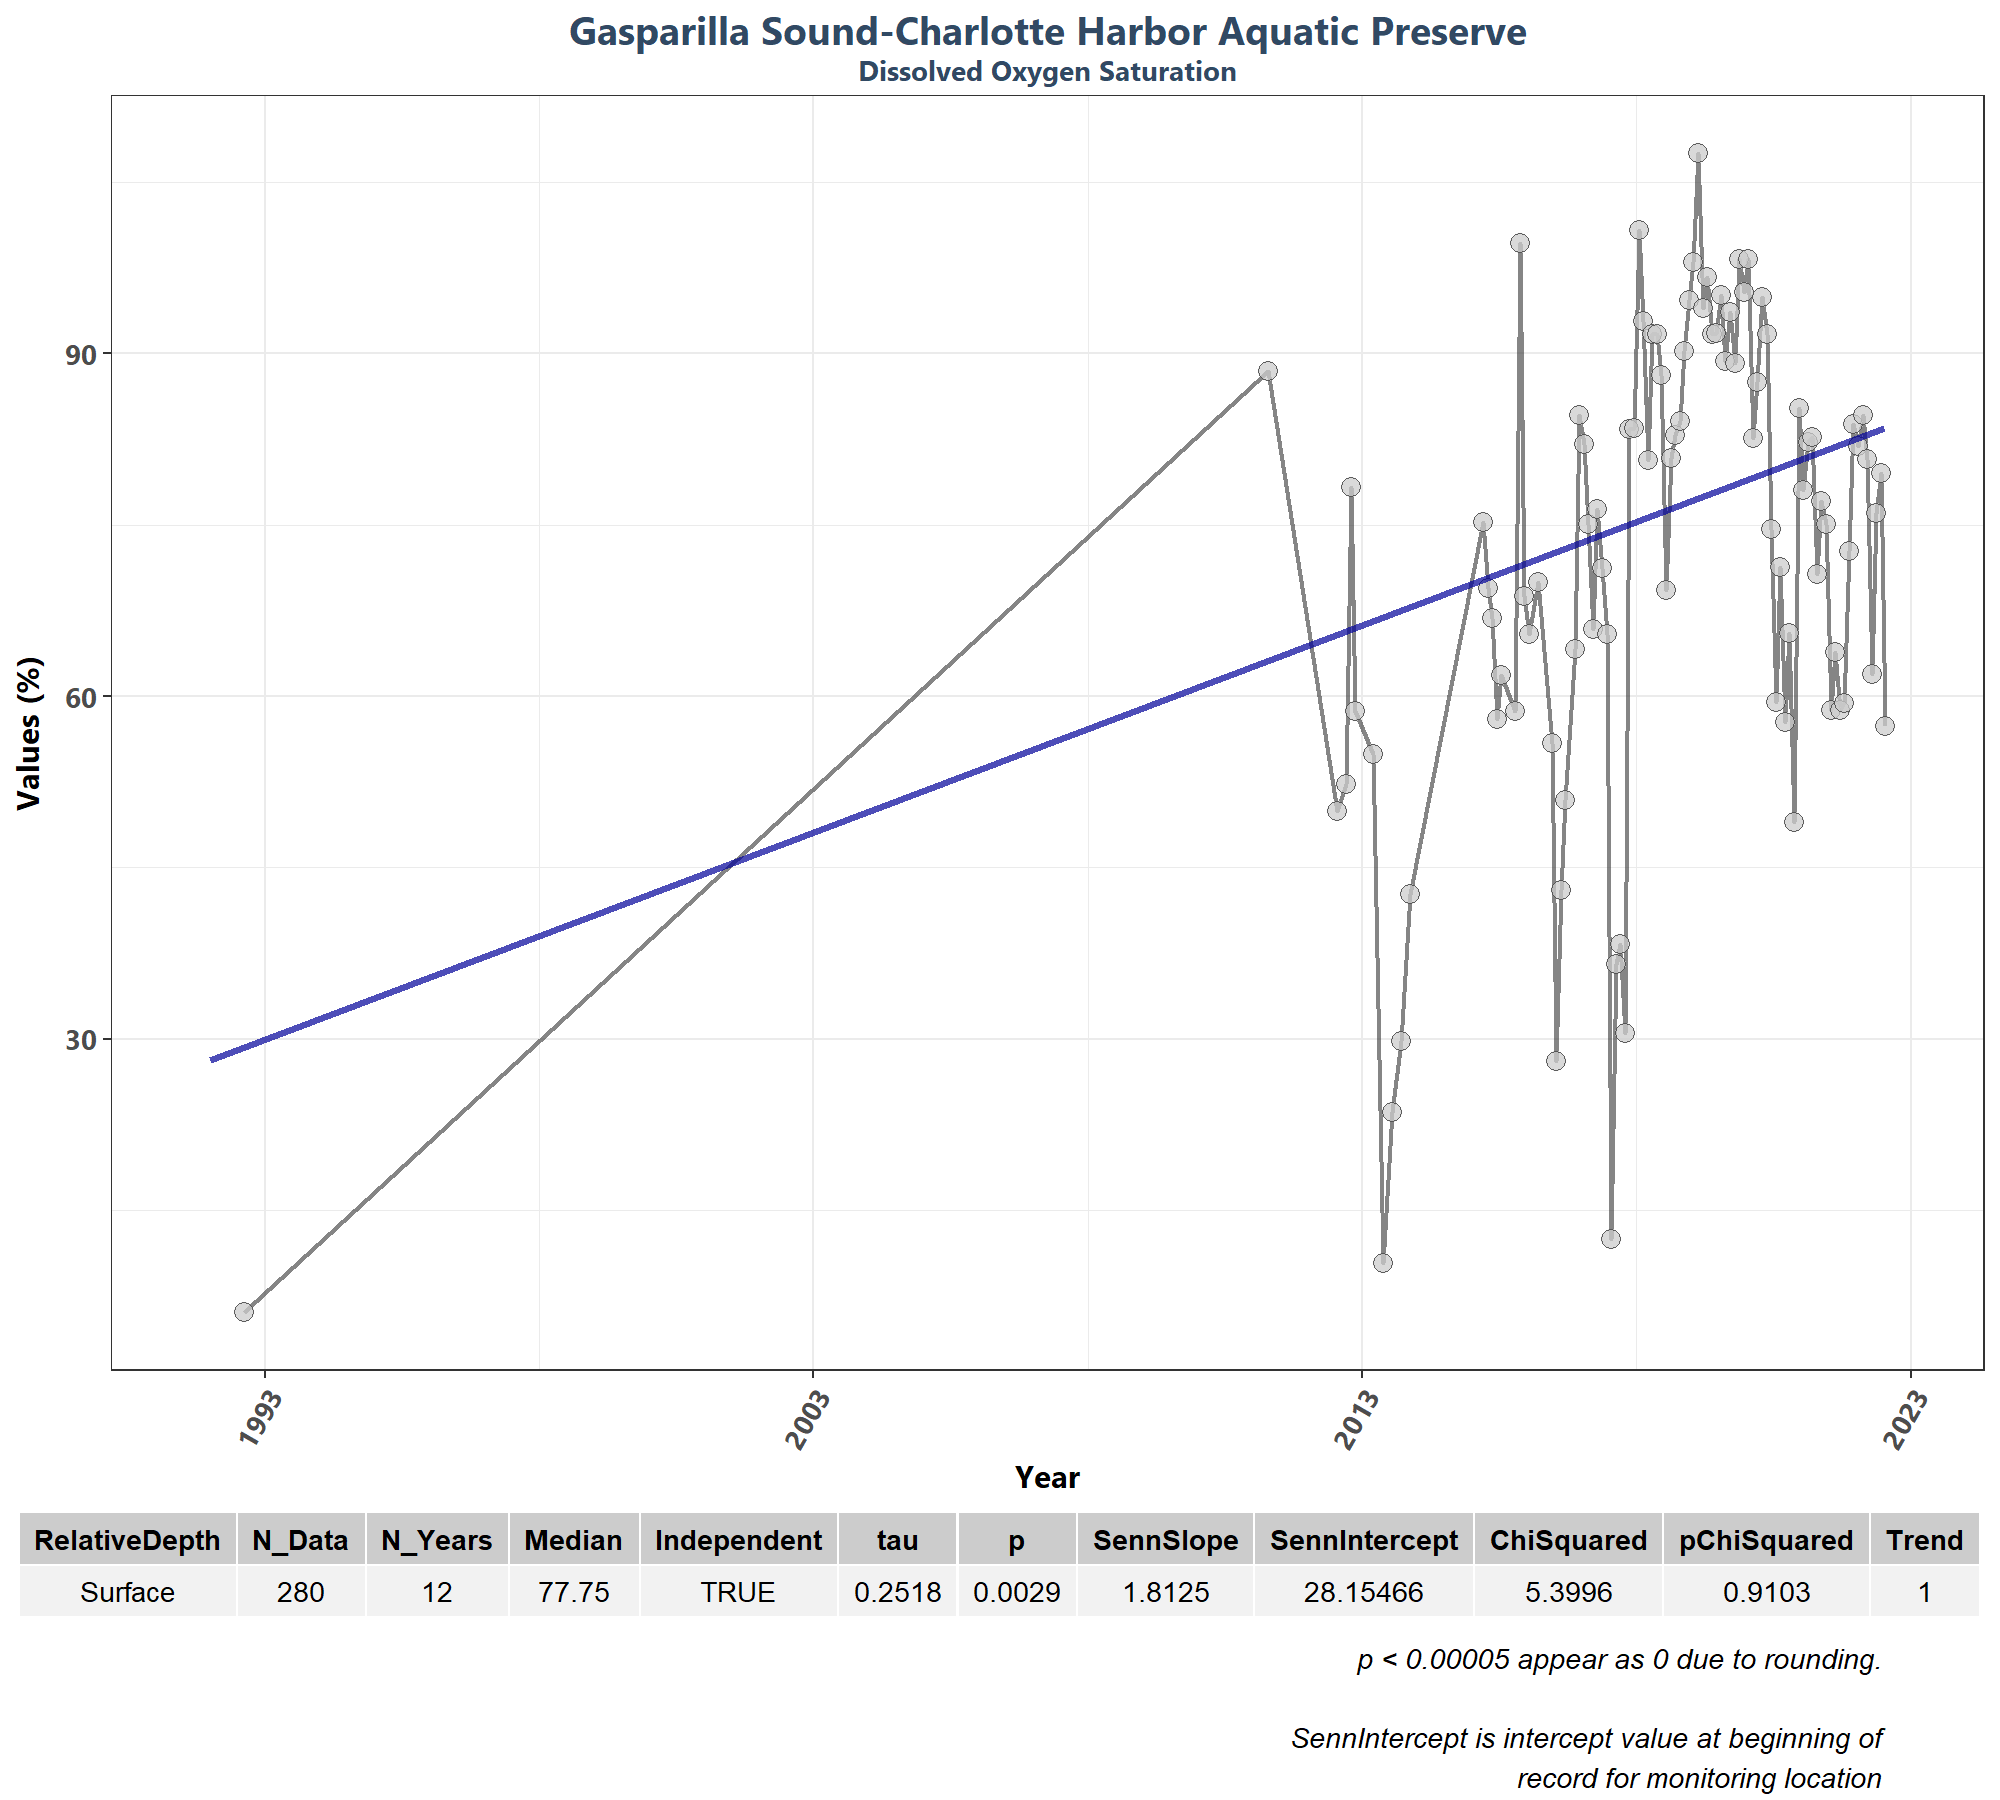 Gasparilla Sound-Charlotte Harbor Aquatic Preserve
Dissolved Oxygen Saturation
Values (%)
90
60
30
1993
2003
2013
2023
Year
RelativeDepth N_Data N_Years Median Independent tau p SennSlope SennIntercept ChiSquared pChiSquared Trend
Surface 280 12 77.75 TRUE 0.2518 0.0029 1.8125 28.15466 5.3996 0.9103 1
p < 0.00005 appear as 0 due to rounding.
SennIntercept is intercept value at beginning of
record for monitoring location